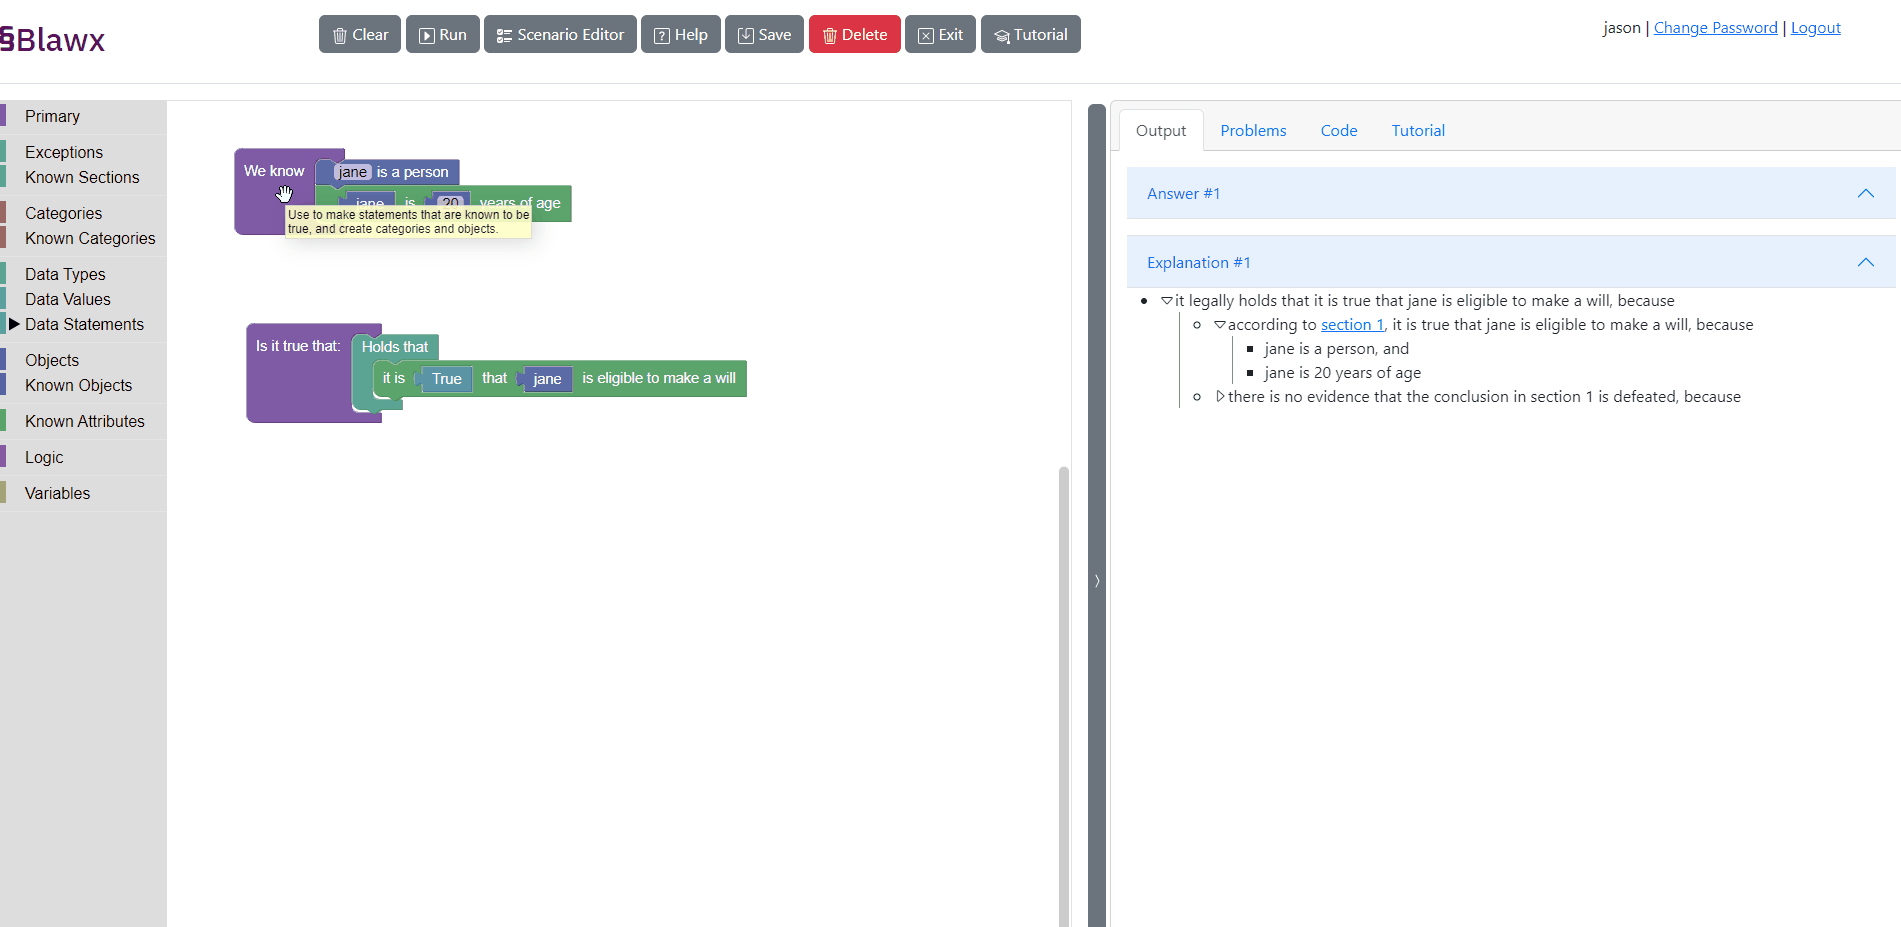 §Blawx
Clear Run Scenario Editor Help Save Delete Exit Tutorial
jason | Change Password | Logout
Primary
Exceptions
Known Sections
Categories
Known Categories
Data Types
Data Values
Data Statements
Objects
Known Objects
Known Attributes
Logic
Variables
We know jane is a person
jane is 20 years of age
Use to make statements that are known to be
true, and create categories and objects.
Is it true that: Holds that
it is True that jane is eligible to make a will
Output Problems Code Tutorial
Answer #1
Explanation #1
it legally holds that it is true that jane is eligible to make a will, because
according to section 1, it is true that jane is eligible to make a will, because
jane is a person, and
jane is 20 years of age
there is no evidence that the conclusion in section 1 is defeated, because